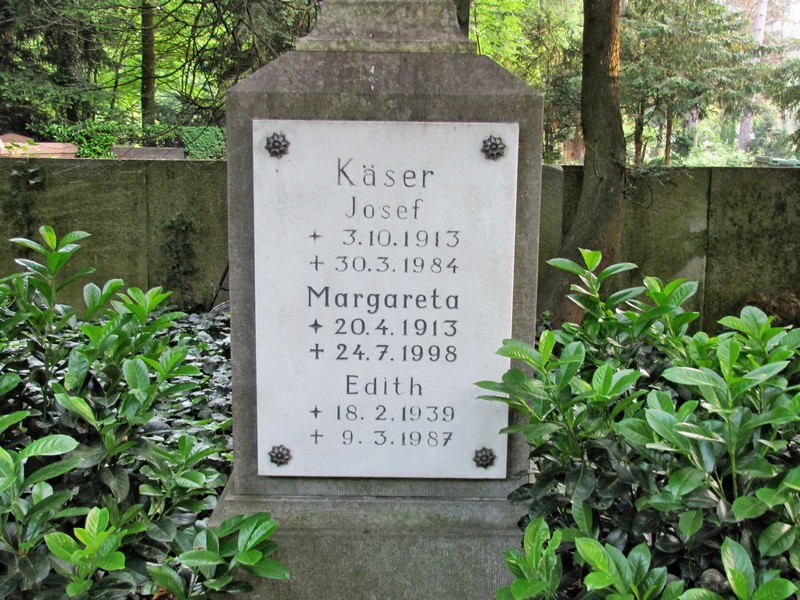 Käser
Josef
✦ 3.10.1913
+ 30.3.1984
Margareta
✦ 20.4.1913
+ 24.7.1998
Edith
✦ 18.2.1939
+ 9.3.1987